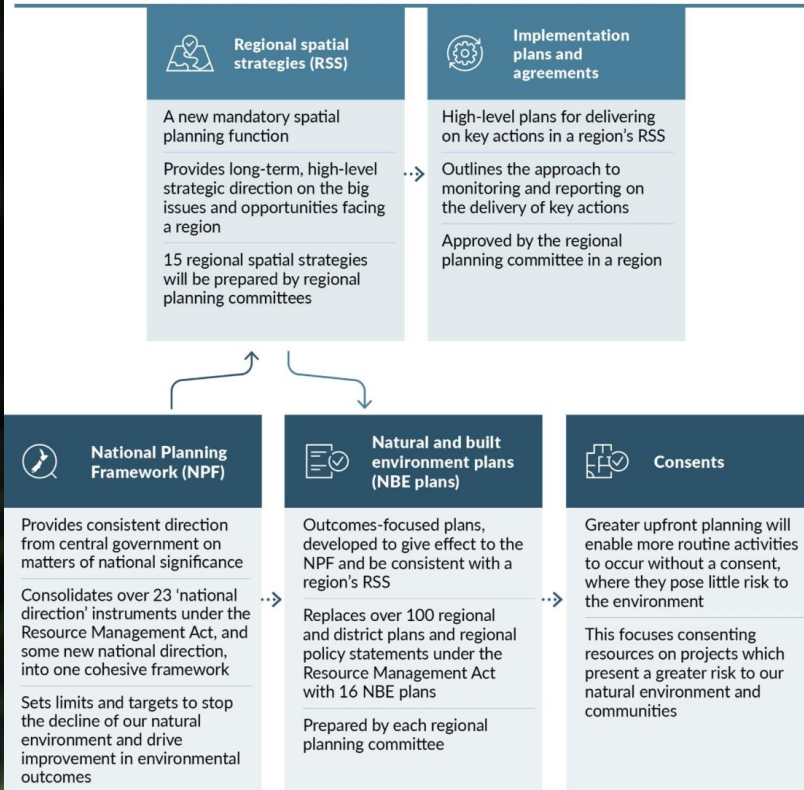 Regional spatial
strategies (RSS)
A new mandatory spatial
planning function
Provides long-term, high-level
strategic direction on the big
issues and opportunities facing
a region
15 regional spatial strategies
will be prepared by regional
planning committees
Implementation
plans and
agreements
High-level plans for delivering
on key actions in a region's RSS
Outlines the approach to
monitoring and reporting on
the delivery of key actions
Approved by the regional
planning committee in a region
National Planning
Framework (NPF)
Provides consistent direction
from central government on
matters of national significance
Consolidates over 23 ‘national
direction’ instruments under the
Resource Management Act, and
some new national direction,
into one cohesive framework
Sets limits and targets to stop
the decline of our natural
environment and drive
improvement in environmental
outcomes
Natural and built
environment plans
(NBE plans)
Outcomes-focused plans,
developed to give effect to the
NPF and be consistent with a
region's RSS
Replaces over 100 regional
and district plans and regional
policy statements under the
Resource Management Act
with 16 NBE plans
Prepared by each regional
planning committee
Consents
Greater upfront planning will
enable more routine activities
to occur without a consent,
where they pose little risk to
the environment
This focuses consenting
resources on projects which
present a greater risk to our
natural environment and
communities